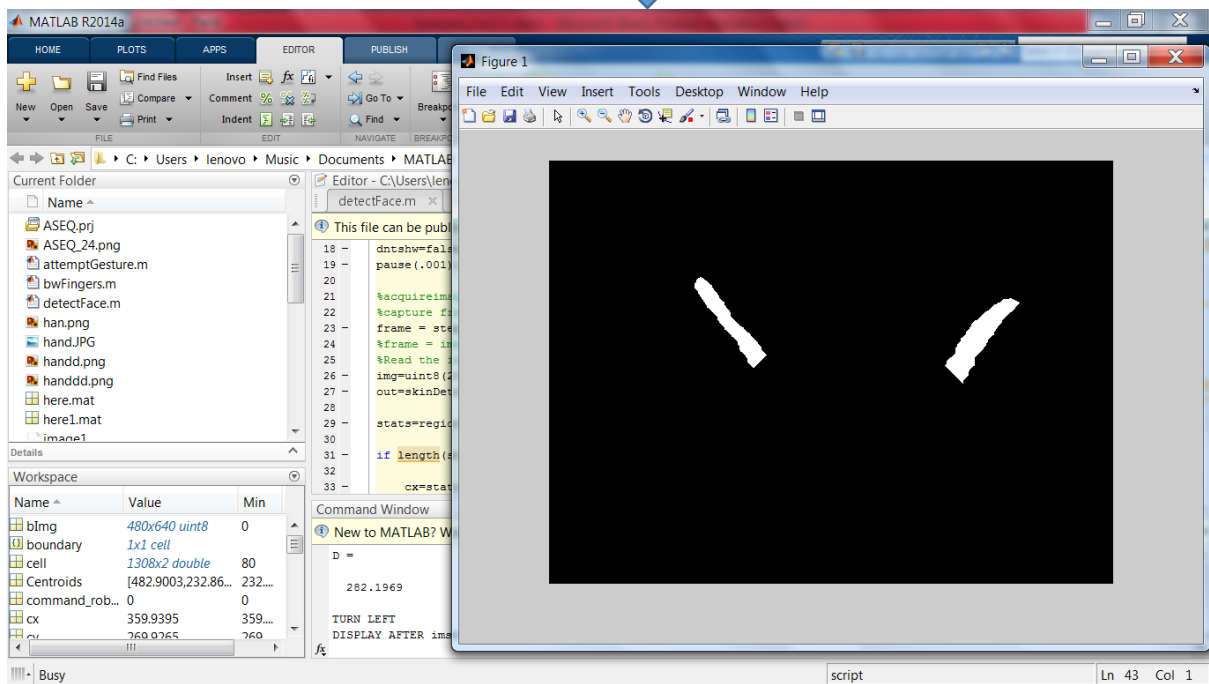 MATLAB R2014a
HOME PLOTS APPS EDITOR PUBLISH
New Open Save
Find Files
Compare
Print
FILE
Insert fx
Comment
Indent
EDIT
Go To
Find
NAVIGATE
Breakpo
BREAKPO
C: Users lenovo Music Documents MATLAB
Current Folder
Name
ASEQ.prj
ASEQ_24.png
attemptGesture.m
bwFingers.m
detectFace.m
han.png
hand.JPG
handd.png
handdd.png
here.mat
here1.mat
image1
Details
Workspace
Name Value Min
bImg 480x640 uint8 0
boundary 1x1 cell
cell 1308x2 double 80
Centroids [482.9003,232.86... 232....
command_rob... 0 0
cx 359.9395 359....
cy 269.9265 269
Editor - C:\Users\len
detectFace.m
This file can be publ
18 - dntshw=fals
19 - pause(.001)
20
21 %acquireima
22 %capture fr
23 - frame = ste
24 %frame = im
25 %Read the i
26 - img=uint8(2
27 - out=skinDet
28
29 - stats=regio
30
31 - if length(s
32
33 - cx=stat
Command Window
New to MATLAB? W
D =
282.1969
TURN LEFT
DISPLAY AFTER ims
fx
Figure 1
File Edit View Insert Tools Desktop Window Help
Busy
script
Ln 43 Col 1